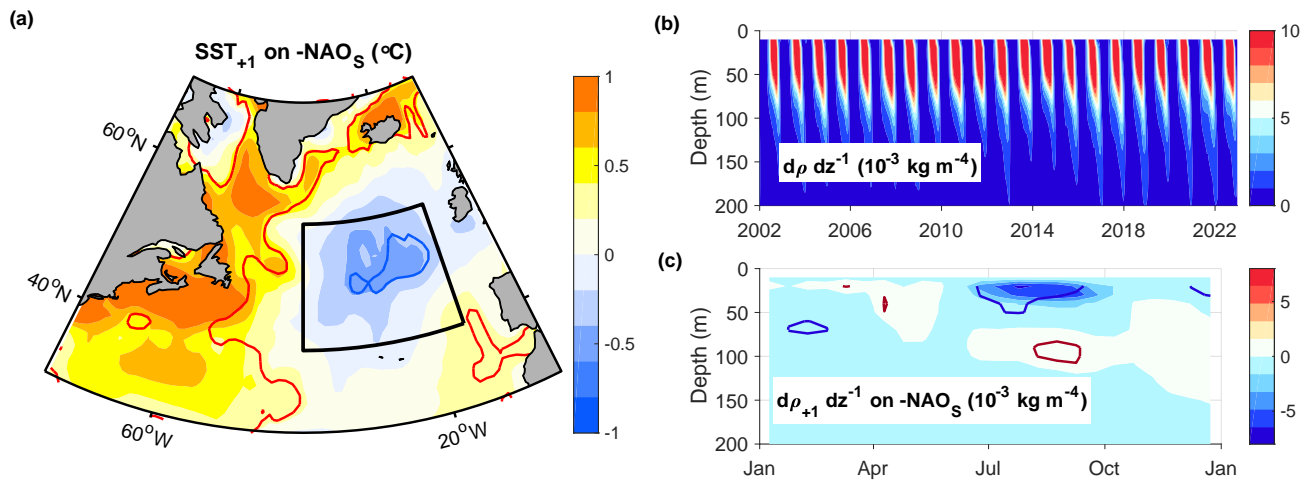 (a)
SST+1 on -NAOS (°C)
60°N
40°N
60°W
20°W
1
0.5
0
-0.5
-1
(b)
Depth (m)
0
50
100
150
200
dρ dz-1 (10-3 kg m-4)
2002 2006 2010 2014 2018 2022
10
5
0
(c)
Depth (m)
0
50
100
150
200
dρ+1 dz-1 on -NAOS (10-3 kg m-4)
Jan Apr Jul Oct Jan
5
0
-5